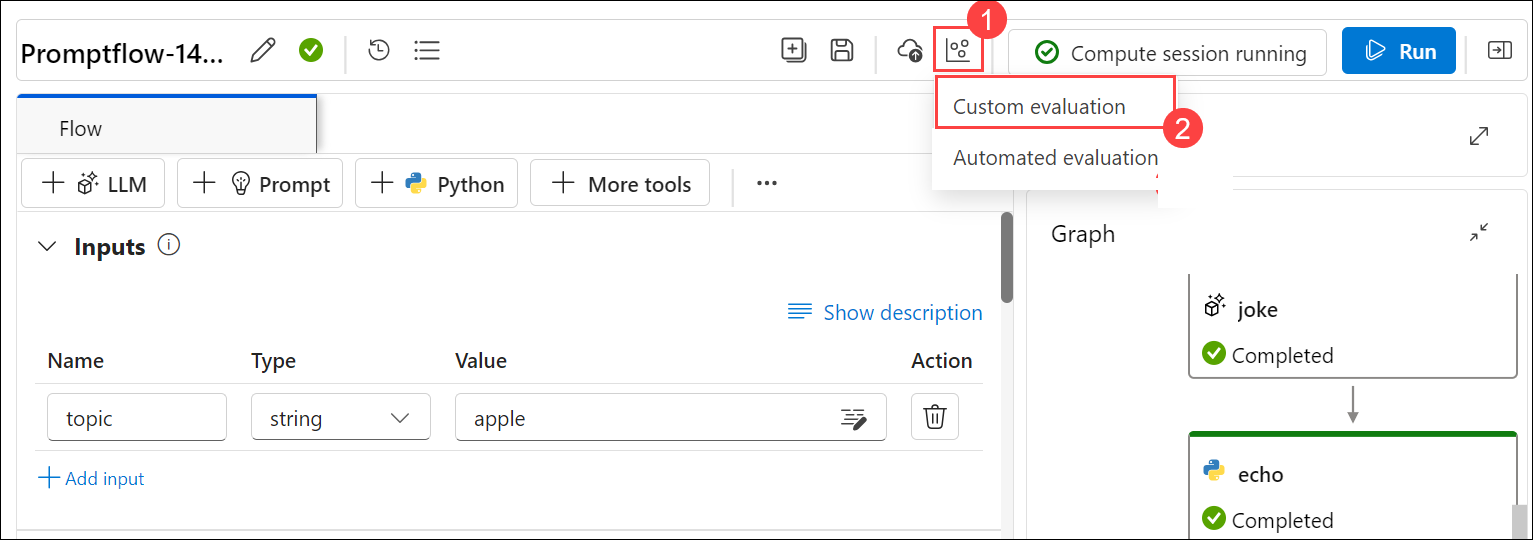 1
Promptflow-14...
Compute session running
Run
Custom evaluation
2
Automated evaluation
Flow
LLM
Prompt
Python
More tools
...
Inputs
Graph
Show description
joke
Completed
Name Type Value Action
topic string apple
Add input
echo
Completed